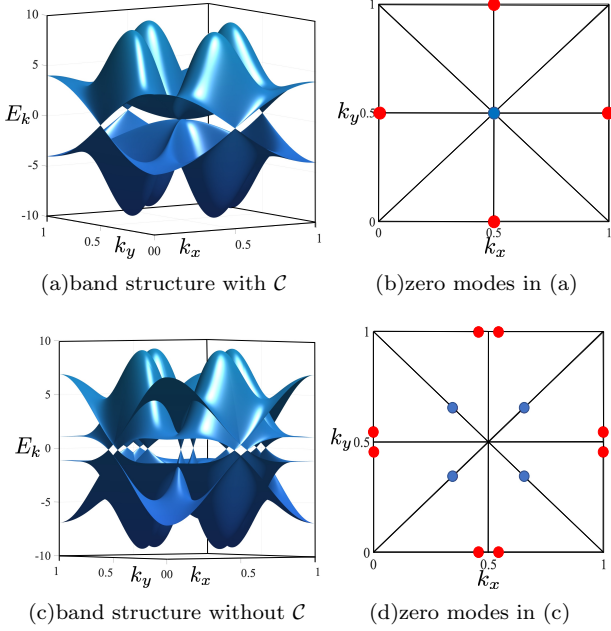 10
5
E_k 0
-5
-10
1
0.5
k_y
0 0
k_x
0.5
1
(a)band structure with 𝒞
1
k_y 0.5
0
0
0.5
1
k_x
(b)zero modes in (a)
10
5
E_k 0
-5
-10
1
0.5
k_y
0 0
k_x
0.5
1
(c)band structure without 𝒞
1
k_y 0.5
0
0
0.5
1
k_x
(d)zero modes in (c)